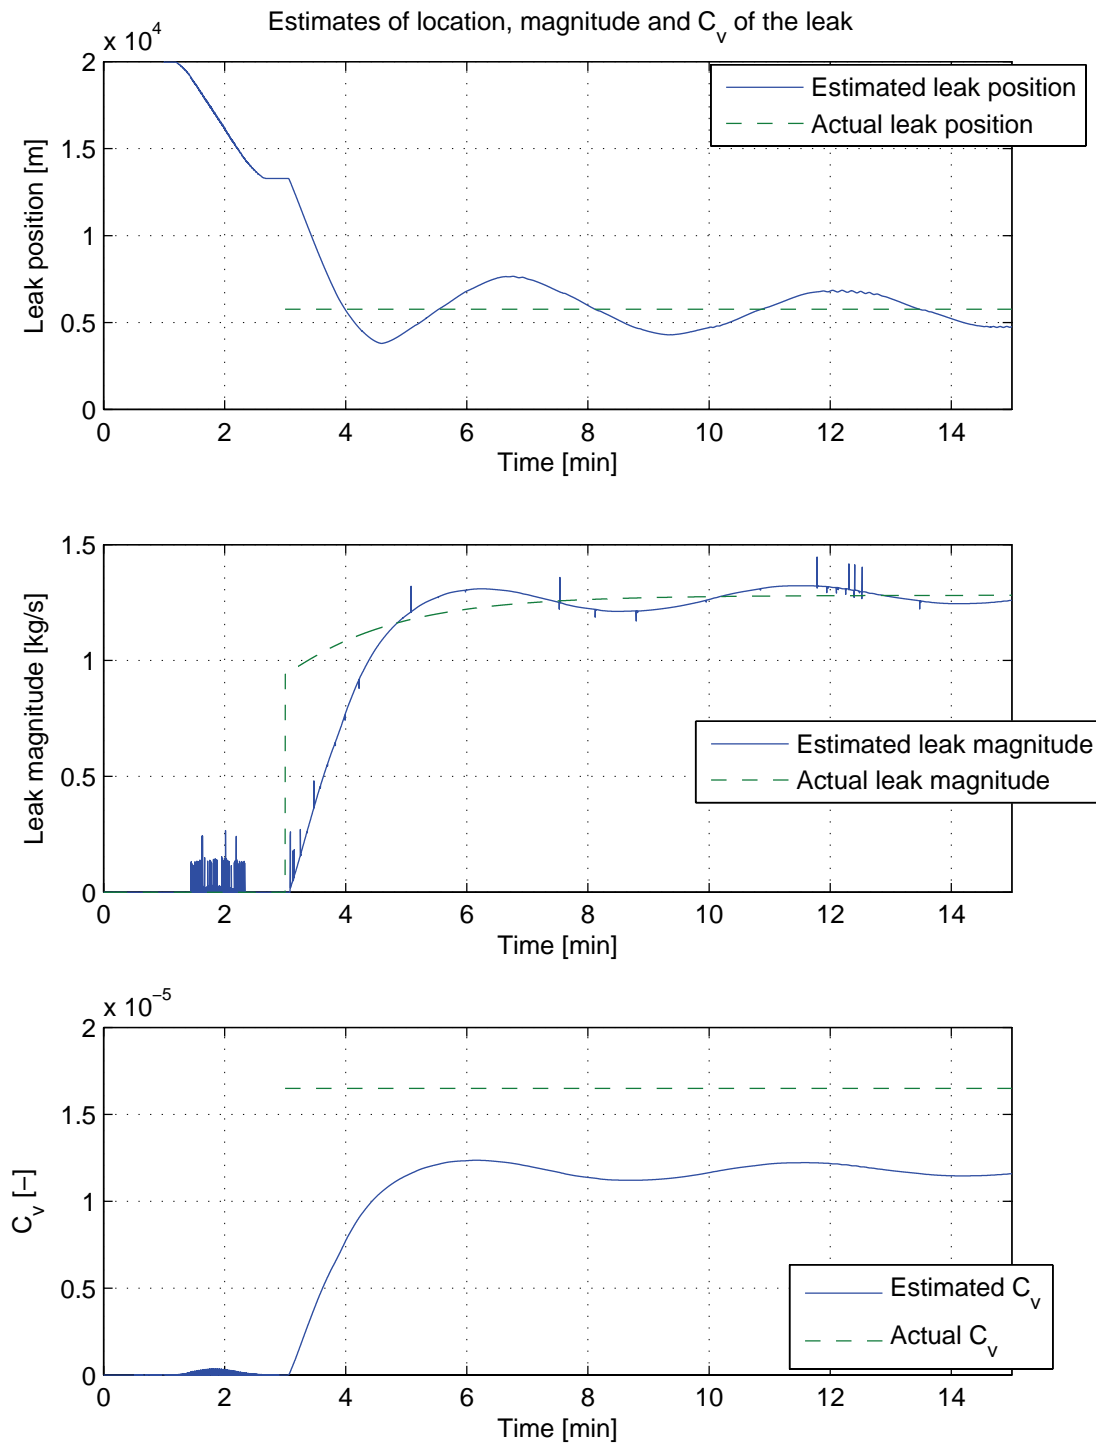 Estimates of location, magnitude and C_v of the leak
x 10^4
2
1.5
1
0.5
0
Leak position [m]
Estimated leak position
Actual leak position
0 2 4 6 8 10 12 14
Time [min]
1.5
1
0.5
0
Leak magnitude [kg/s]
Estimated leak magnitude
Actual leak magnitude
0 2 4 6 8 10 12 14
Time [min]
x 10^−5
2
1.5
1
0.5
0
C_v [−]
Estimated C_v
Actual C_v
0 2 4 6 8 10 12 14
Time [min]